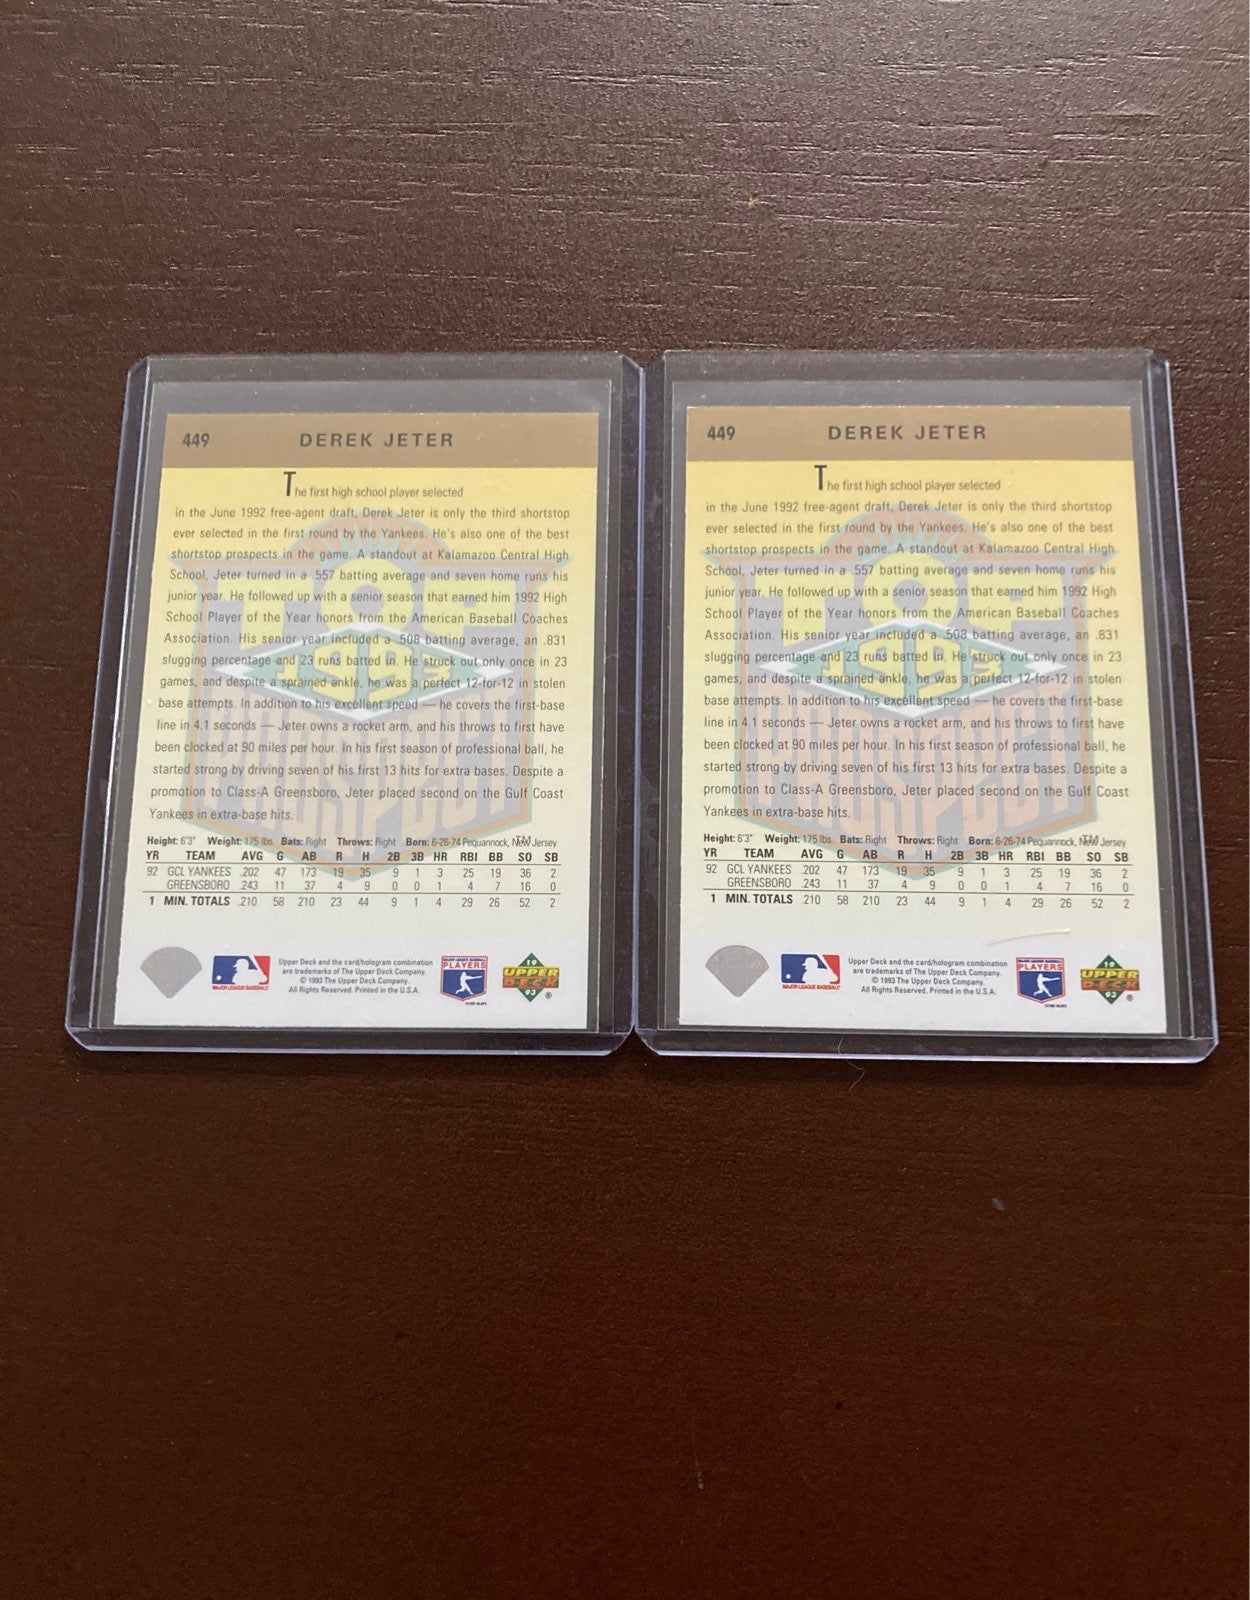 449 DEREK JETER
The first high school player selected
in the June 1992 free-agent draft, Derek Jeter is only the third shortstop
ever selected in the first round by the Yankees. He's also one of the best
shortstop prospects in the game. A standout at Kalamazoo Central High
School, Jeter turned in a .557 batting average and seven home runs his
junior year. He followed up with a senior season that earned him 1992 High
School Player of the Year honors from the American Baseball Coaches
Association. His senior year included a .508 batting average, an .831
slugging percentage and 23 runs batted in. He struck out only once in 23
games, and despite a sprained ankle, he was a perfect 12-for-12 in stolen
base attempts. In addition to his excellent speed — he covers the first-base
line in 4.1 seconds — Jeter owns a rocket arm, and his throws to first have
been clocked at 90 miles per hour. In his first season of professional ball, he
started strong by driving seven of his first 13 hits for extra bases. Despite a
promotion to Class-A Greensboro, Jeter placed second on the Gulf Coast
Yankees in extra-base hits.
TOP
1993
PROSPECT
TM
Height: 6'3" Weight: 175 lbs. Bats: Right Throws: Right Born: 6-26-74 Pequannock, New Jersey
YR TEAM AVG G AB R H 2B 3B HR RBI BB SO SB
92 GCL YANKEES .202 47 173 19 35 9 1 3 25 19 36 2
GREENSBORO .243 11 37 4 9 0 0 1 4 7 16 0
1 MIN. TOTALS .210 58 210 23 44 9 1 4 29 26 52 2
MAJOR LEAGUE BASEBALL
Upper Deck and the card/hologram combination
are trademarks of The Upper Deck Company.
© 1993 The Upper Deck Company.
All Rights Reserved. Printed in the U.S.A.
MAJOR LEAGUE BASEBALL
PLAYERS
19
UPPER
DECK
93 ®
449 DEREK JETER
The first high school player selected
in the June 1992 free-agent draft, Derek Jeter is only the third shortstop
ever selected in the first round by the Yankees. He's also one of the best
shortstop prospects in the game. A standout at Kalamazoo Central High
School, Jeter turned in a .557 batting average and seven home runs his
junior year. He followed up with a senior season that earned him 1992 High
School Player of the Year honors from the American Baseball Coaches
Association. His senior year included a .508 batting average, an .831
slugging percentage and 23 runs batted in. He struck out only once in 23
games, and despite a sprained ankle, he was a perfect 12-for-12 in stolen
base attempts. In addition to his excellent speed — he covers the first-base
line in 4.1 seconds — Jeter owns a rocket arm, and his throws to first have
been clocked at 90 miles per hour. In his first season of professional ball, he
started strong by driving seven of his first 13 hits for extra bases. Despite a
promotion to Class-A Greensboro, Jeter placed second on the Gulf Coast
Yankees in extra-base hits.
TOP
1993
PROSPECT
TM
Height: 6'3" Weight: 175 lbs. Bats: Right Throws: Right Born: 6-26-74 Pequannock, New Jersey
YR TEAM AVG G AB R H 2B 3B HR RBI BB SO SB
92 GCL YANKEES .202 47 173 19 35 9 1 3 25 19 36 2
GREENSBORO .243 11 37 4 9 0 0 1 4 7 16 0
1 MIN. TOTALS .210 58 210 23 44 9 1 4 29 26 52 2
MAJOR LEAGUE BASEBALL
Upper Deck and the card/hologram combination
are trademarks of The Upper Deck Company.
© 1993 The Upper Deck Company.
All Rights Reserved. Printed in the U.S.A.
MAJOR LEAGUE BASEBALL
PLAYERS
19
UPPER
DECK
93 ®